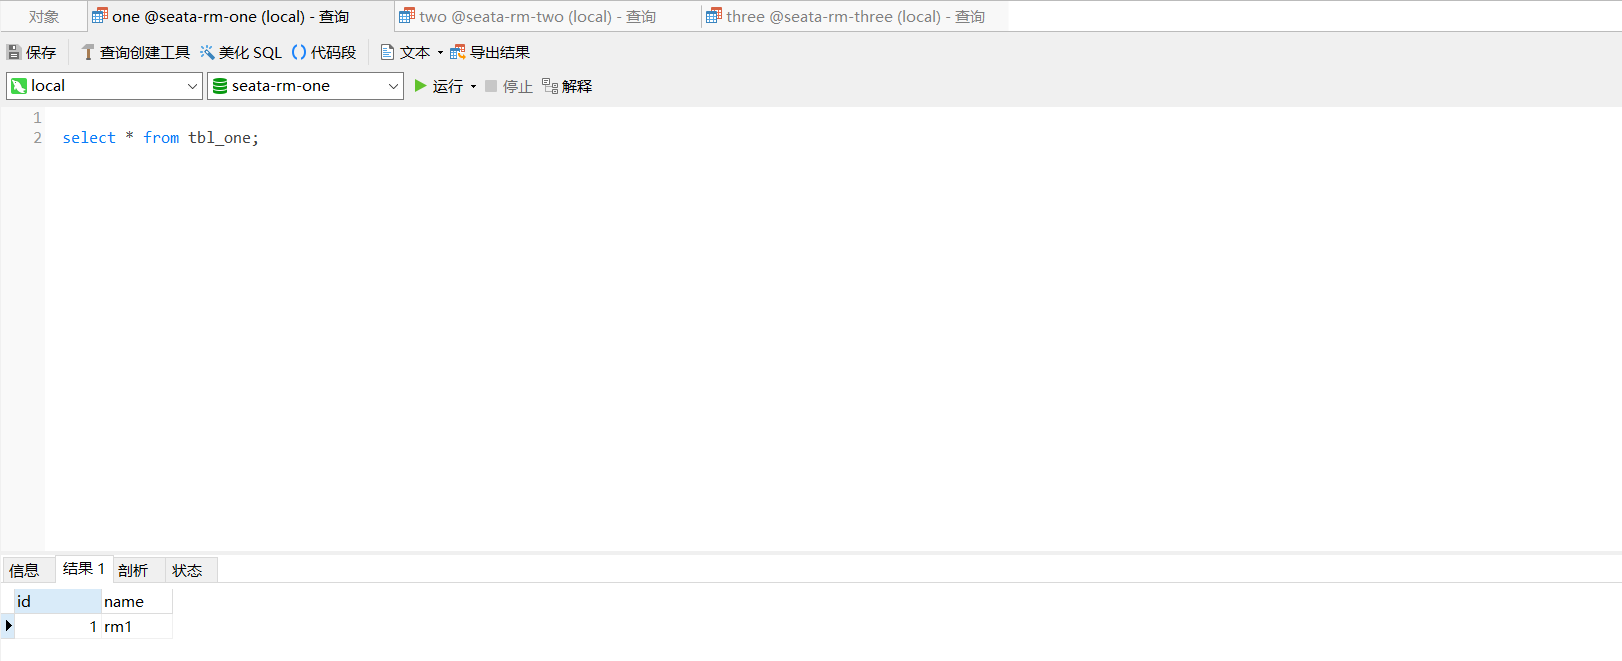 对象 one @seata-rm-one (local) - 查询 two @seata-rm-two (local) - 查询 three @seata-rm-three (local) - 查询
保存 查询创建工具 美化 SQL () 代码段 文本 导出结果
local seata-rm-one 运行 停止 解释
1
2 select * from tbl_one;
信息 结果 1 剖析 状态
id name
1 rm1